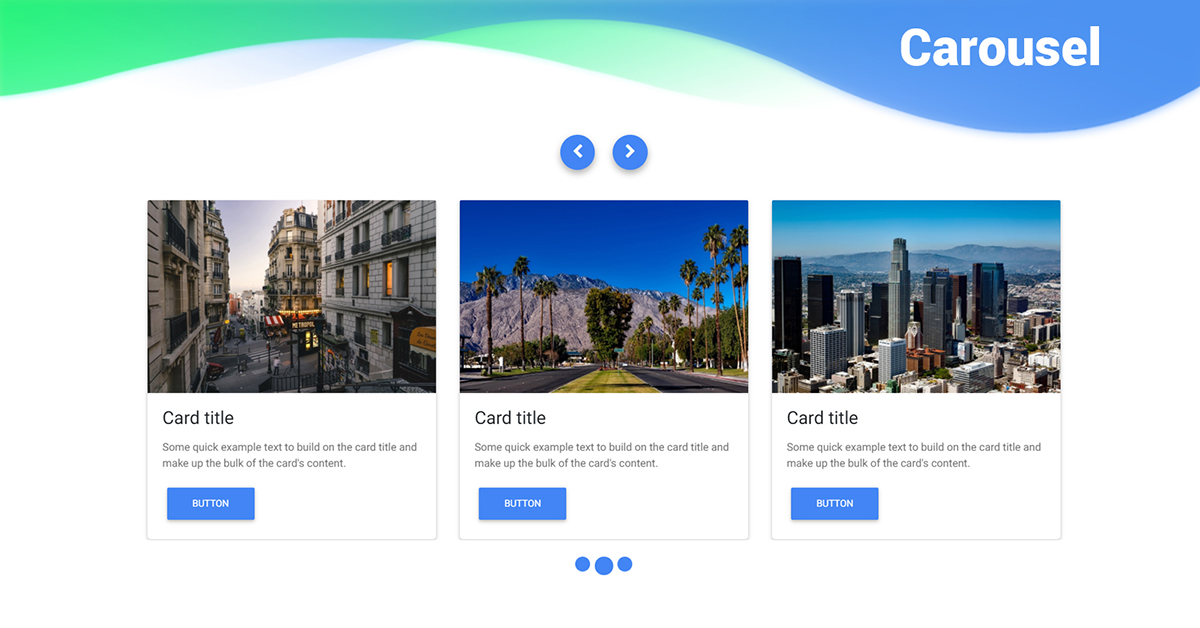 Carousel
METROPOL
Card title
Some quick example text to build on the card title and
make up the bulk of the card's content.
BUTTON
Card title
Some quick example text to build on the card title and
make up the bulk of the card's content.
BUTTON
Card title
Some quick example text to build on the card title and
make up the bulk of the card's content.
BUTTON